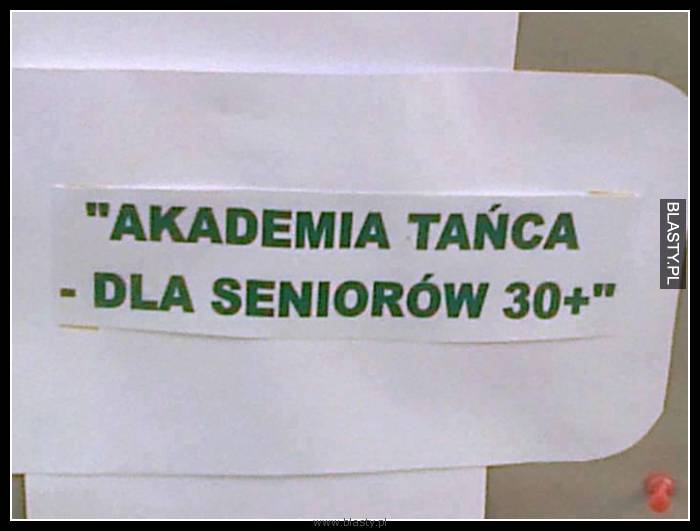 "AKADEMIA TAŃCA
- DLA SENIORÓW 30+"
BLASTY.PL
www.blasty.pl